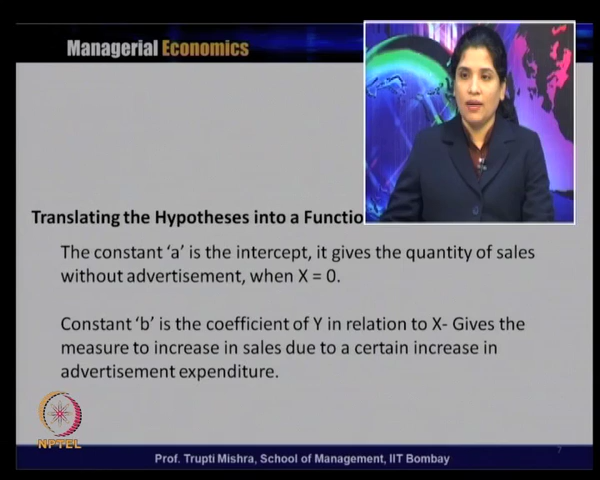 Managerial Economics
Translating the Hypotheses into a Functio
The constant ‘a’ is the intercept, it gives the quantity of sales
without advertisement, when X = 0.
Constant ‘b’ is the coefficient of Y in relation to X- Gives the
measure to increase in sales due to a certain increase in
advertisement expenditure.
NPTEL
Prof. Trupti Mishra, School of Management, IIT Bombay
7